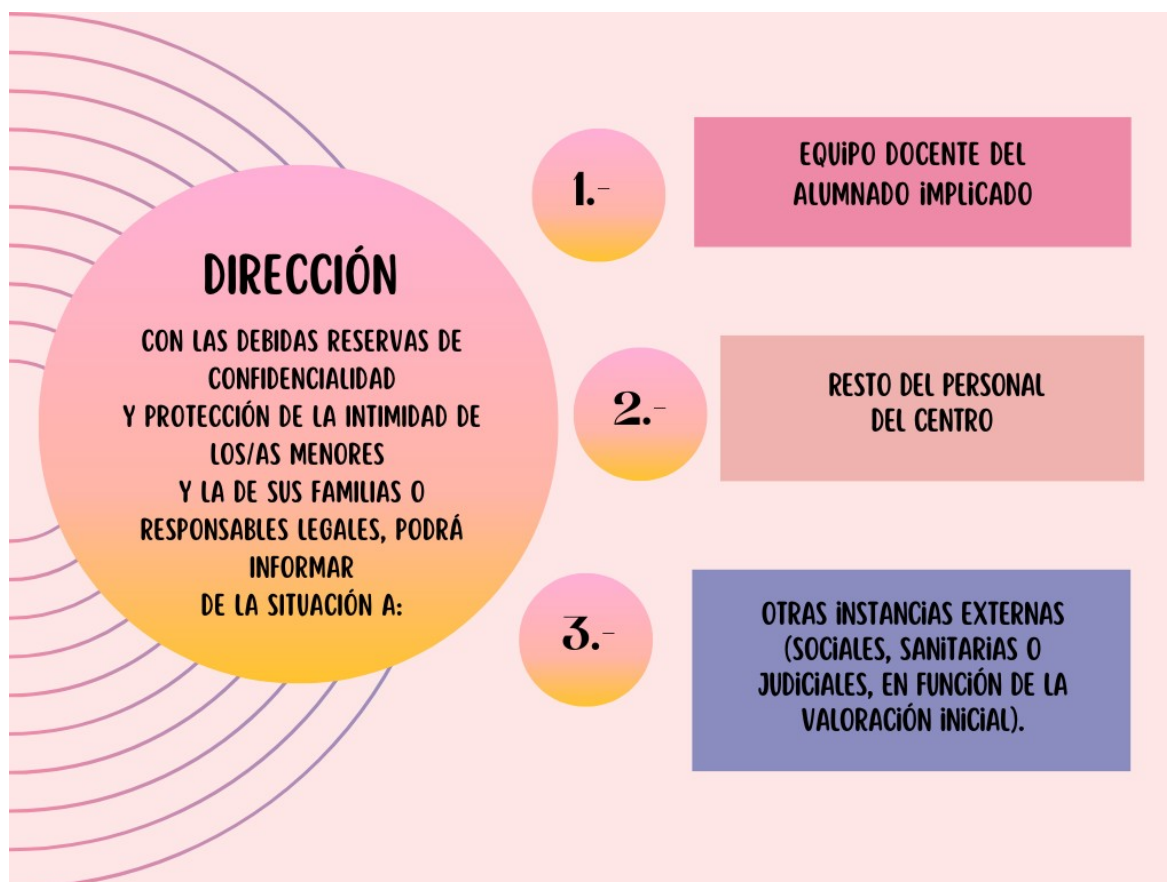 DIRECCIÓN
CON LAS DEBIDAS RESERVAS DE
CONFIDENCIALIDAD
Y PROTECCIÓN DE LA INTIMIDAD DE
LOS/AS MENORES
Y LA DE SUS FAMILIAS O
RESPONSABLES LEGALES, PODRÁ
INFORMAR
DE LA SITUACIÓN A:
1.-
EQUIPO DOCENTE DEL
ALUMNADO IMPLICADO
2.-
RESTO DEL PERSONAL
DEL CENTRO
3.-
OTRAS INSTANCIAS EXTERNAS
(SOCIALES, SANITARIAS O
JUDICIALES, EN FUNCIÓN DE LA
VALORACIÓN INICIAL).